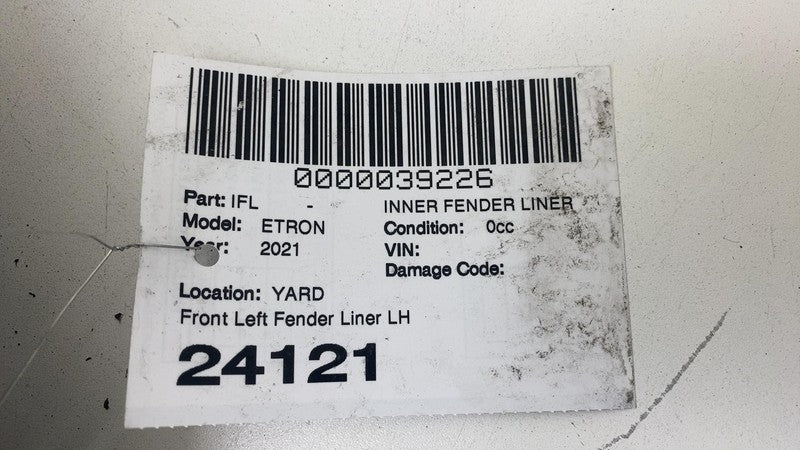 0000039226
Part: IFL - INNER FENDER LINER
Model: ETRON Condition: 0cc
Year: 2021 VIN:
Damage Code:
Location: YARD
Front Left Fender Liner LH
24121